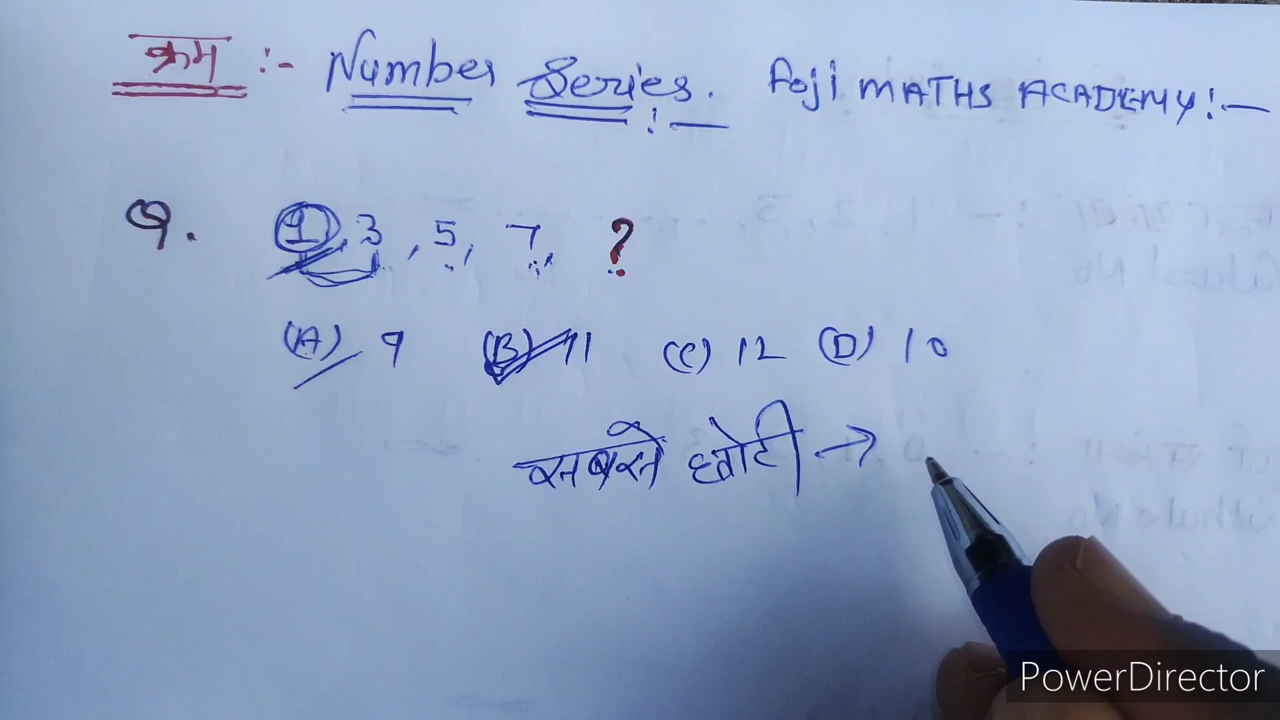 क्रम :- Number Series. Foji MATHS ACADEMY! -
! -
Q. 1, 3, 5, 7, ?
(A) 9 (B) 11 (C) 12 (D) 10
सबसे छोटी →
PowerDirector